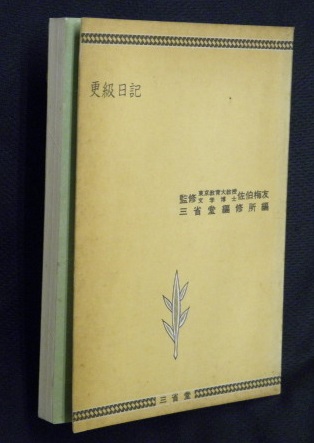 更級日記
監修 東京教育大教授 文学博士 佐伯梅友
三省堂編修所編
三省堂